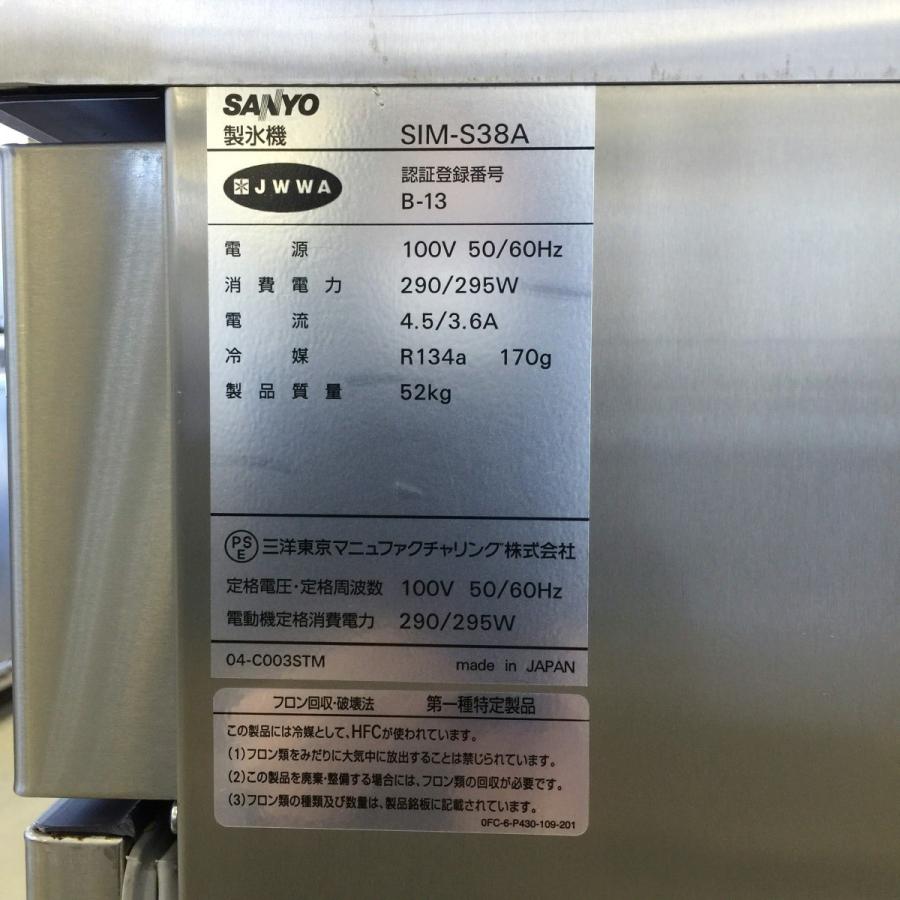 SANYO
製氷機 SIM-S38A
JWWA 認証登録番号
B-13
電源 100V 50/60Hz
消費電力 290/295W
電流 4.5/3.6A
冷媒 R134a 170g
製品質量 52kg
PSE 三洋東京マニュファクチャリング株式会社
定格電圧・定格周波数 100V 50/60Hz
電動機定格消費電力 290/295W
04-C003STM made in JAPAN
フロン回収・破壊法 第一種特定製品
この製品には冷媒として、HFCが使われています。
(1)フロン類をみだりに大気中に放出することは禁じられています。
(2)この製品を廃棄・整備する場合には、フロン類の回収が必要です。
(3)フロン類の種類及び数量は、製品銘板に記載されています。
0FC-6-P430-109-201